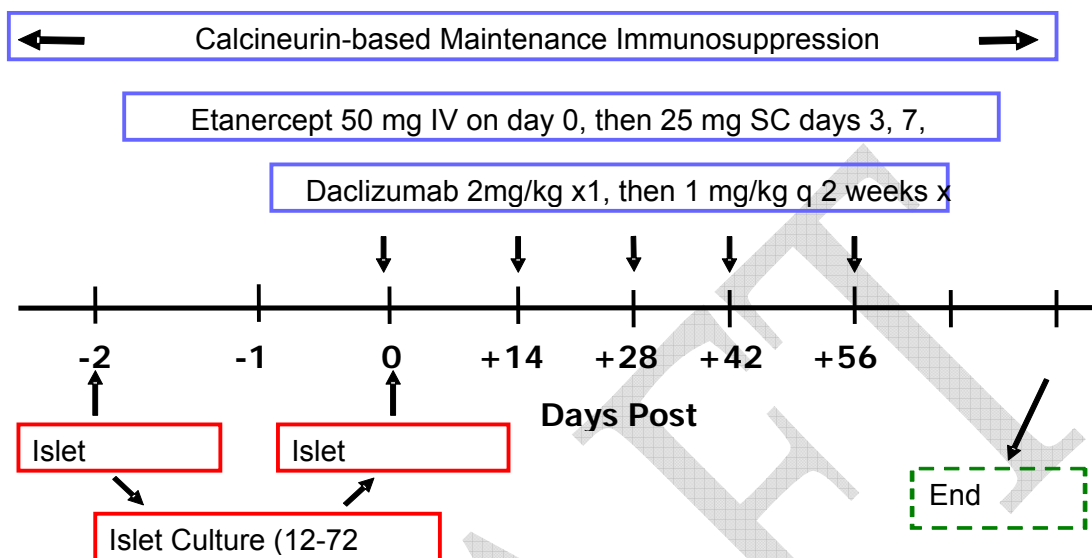 Calcineurin-based Maintenance Immunosuppression
Etanercept 50 mg IV on day 0, then 25 mg SC days 3, 7,
Daclizumab 2mg/kg x1, then 1 mg/kg q 2 weeks x
-2 -1 0 +14 +28 +42 +56
Days Post
Islet
Islet
End
Islet Culture (12-72